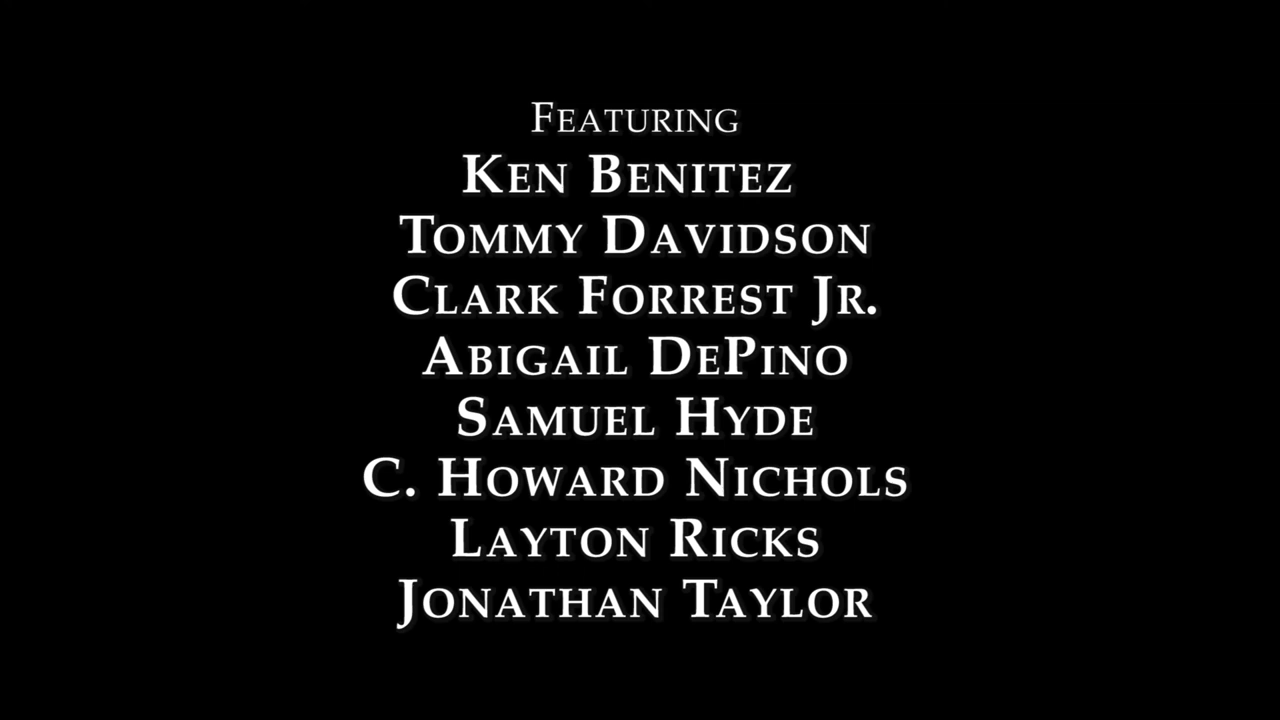 Featuring
Ken Benitez
Tommy Davidson
Clark Forrest Jr.
Abigail DePino
Samuel Hyde
C. Howard Nichols
Layton Ricks
Jonathan Taylor